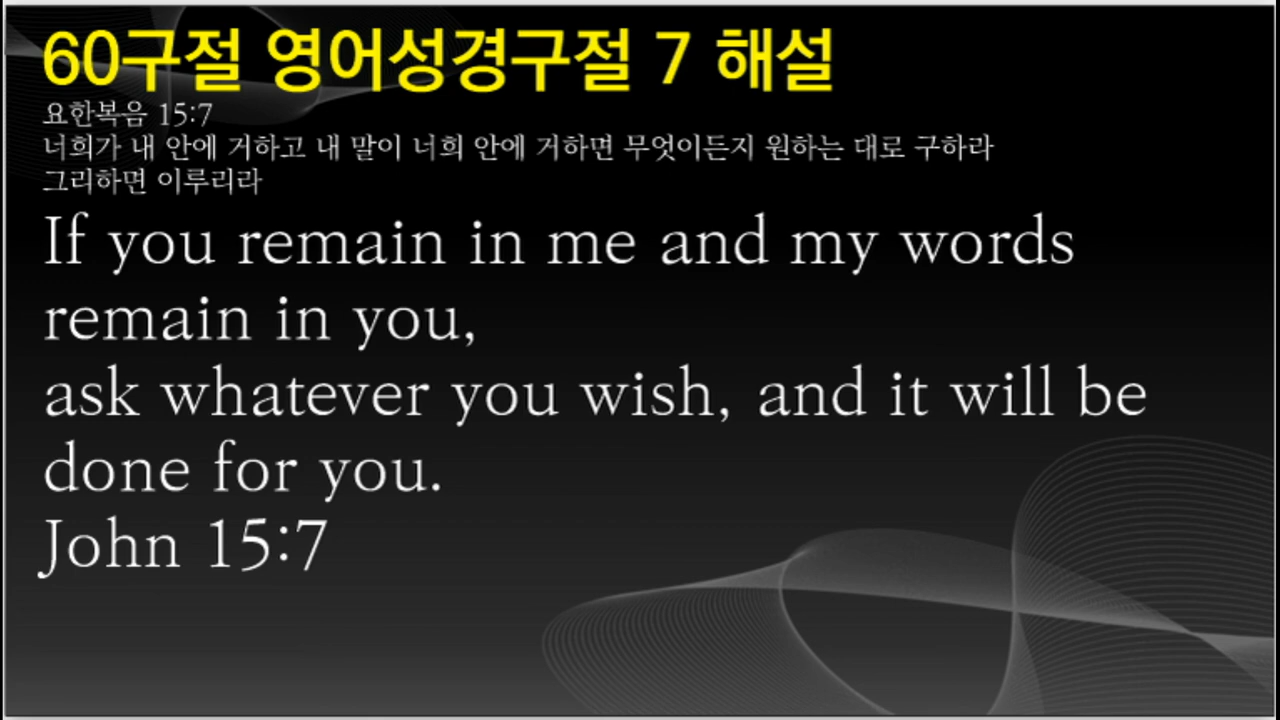 60구절 영어성경구절 7 해설
요한복음 15:7
너희가 내 안에 거하고 내 말이 너희 안에 거하면 무엇이든지 원하는 대로 구하라
그리하면 이루리라
If you remain in me and my words
remain in you,
ask whatever you wish, and it will be
done for you.
John 15:7